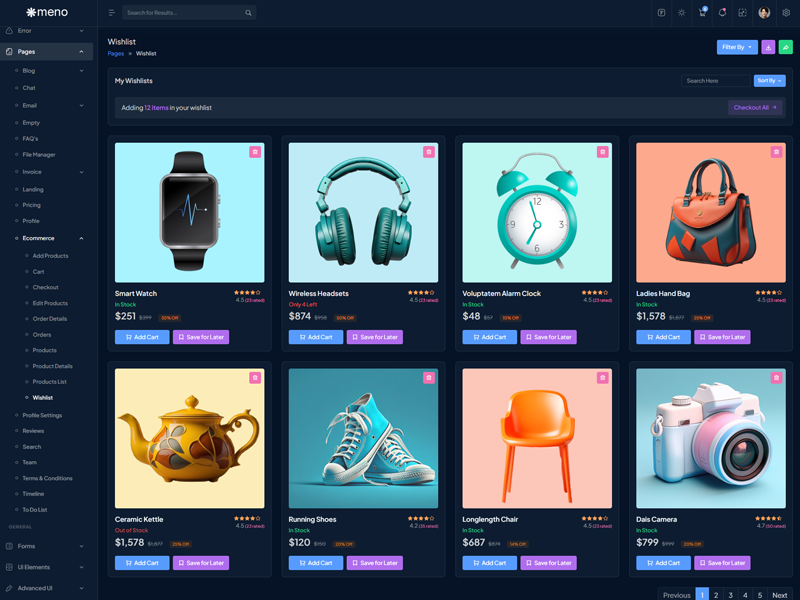 meno
Search for Results...
Error
Pages
Blog
Chat
Email
Empty
FAQ's
File Manager
Invoice
Landing
Pricing
Profile
Ecommerce
Add Products
Cart
Checkout
Edit Products
Order Details
Orders
Products
Product Details
Products List
Wishlist
Profile Settings
Reviews
Search
Team
Terms & Conditions
Timeline
To Do List
GENERAL
Forms
UI Elements
Advanced UI
Wishlist
Pages » Wishlist
Filter By
My Wishlists
Search Here
Sort By
Adding 12 items in your wishlist
Checkout All
Smart Watch
In Stock
4.5 (23 rated)
$251 $399
Add Cart
Save for Later
Wireless Headsets
Only 4 Left
4.5 (23 rated)
$874
Add Cart
Save for Later
12
3
6
9
Voluptatem Alarm Clock
In Stock
4.5 (23 rated)
$48 $57 10% Off
Add Cart
Save for Later
Ladies Hand Bag
In Stock
4.5 (23 rated)
$1,578 $1,877 20% Off
Add Cart
Save for Later
Ceramic Kettle
Out of Stock
4.5 (23 rated)
$1,578 $1,877 20% Off
Add Cart
Save for Later
Running Shoes
In Stock
4.2 (35 rated)
$120 $150 20% Off
Add Cart
Save for Later
Longlength Chair
In Stock
4.5 (23 rated)
$687 $874
Add Cart
Save for Later
Dais Camera
In Stock
4.7 (50 rated)
$799 $999 20% Off
Add Cart
Save for Later
Previous 1 2 3 4 5 Next